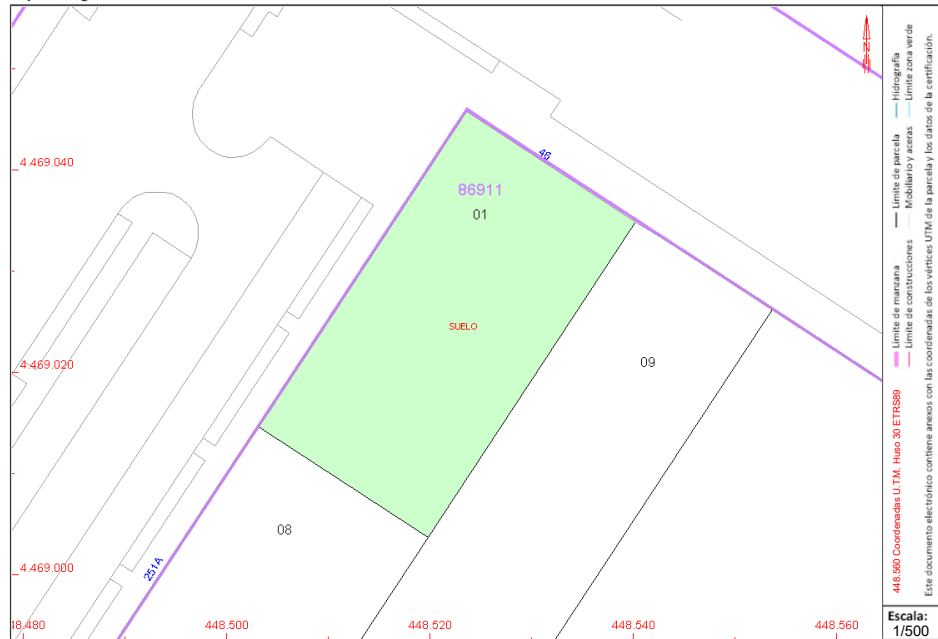 46
4.469.040
86911
01
SUELO
4.469.020
09
08
4.469.000
251A
448.500
448.520
448.540
448.560
448.560 Coordenadas U.T.M. Huso 30 ETRS89
Límite de manzana
Límite de parcela
Hidrografía
Límite de construcciones
Mobiliario y aceras
Límite zona verde
Este documento electrónico contiene anexos con las coordenadas de los vértices UTM de la parcela y los datos de la certificación.
Escala:
1/500